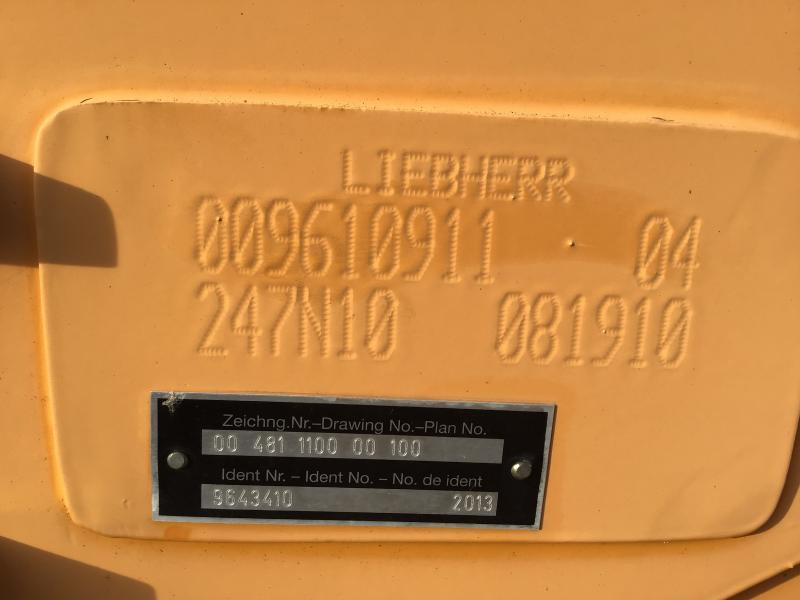 LIEBHERR
009610911 04
247N10 081910
Zeichng.Nr.–Drawing No.–Plan No.
00 481 1100 00 100
Ident Nr. – Ident No. – No. de ident
9643410 2013